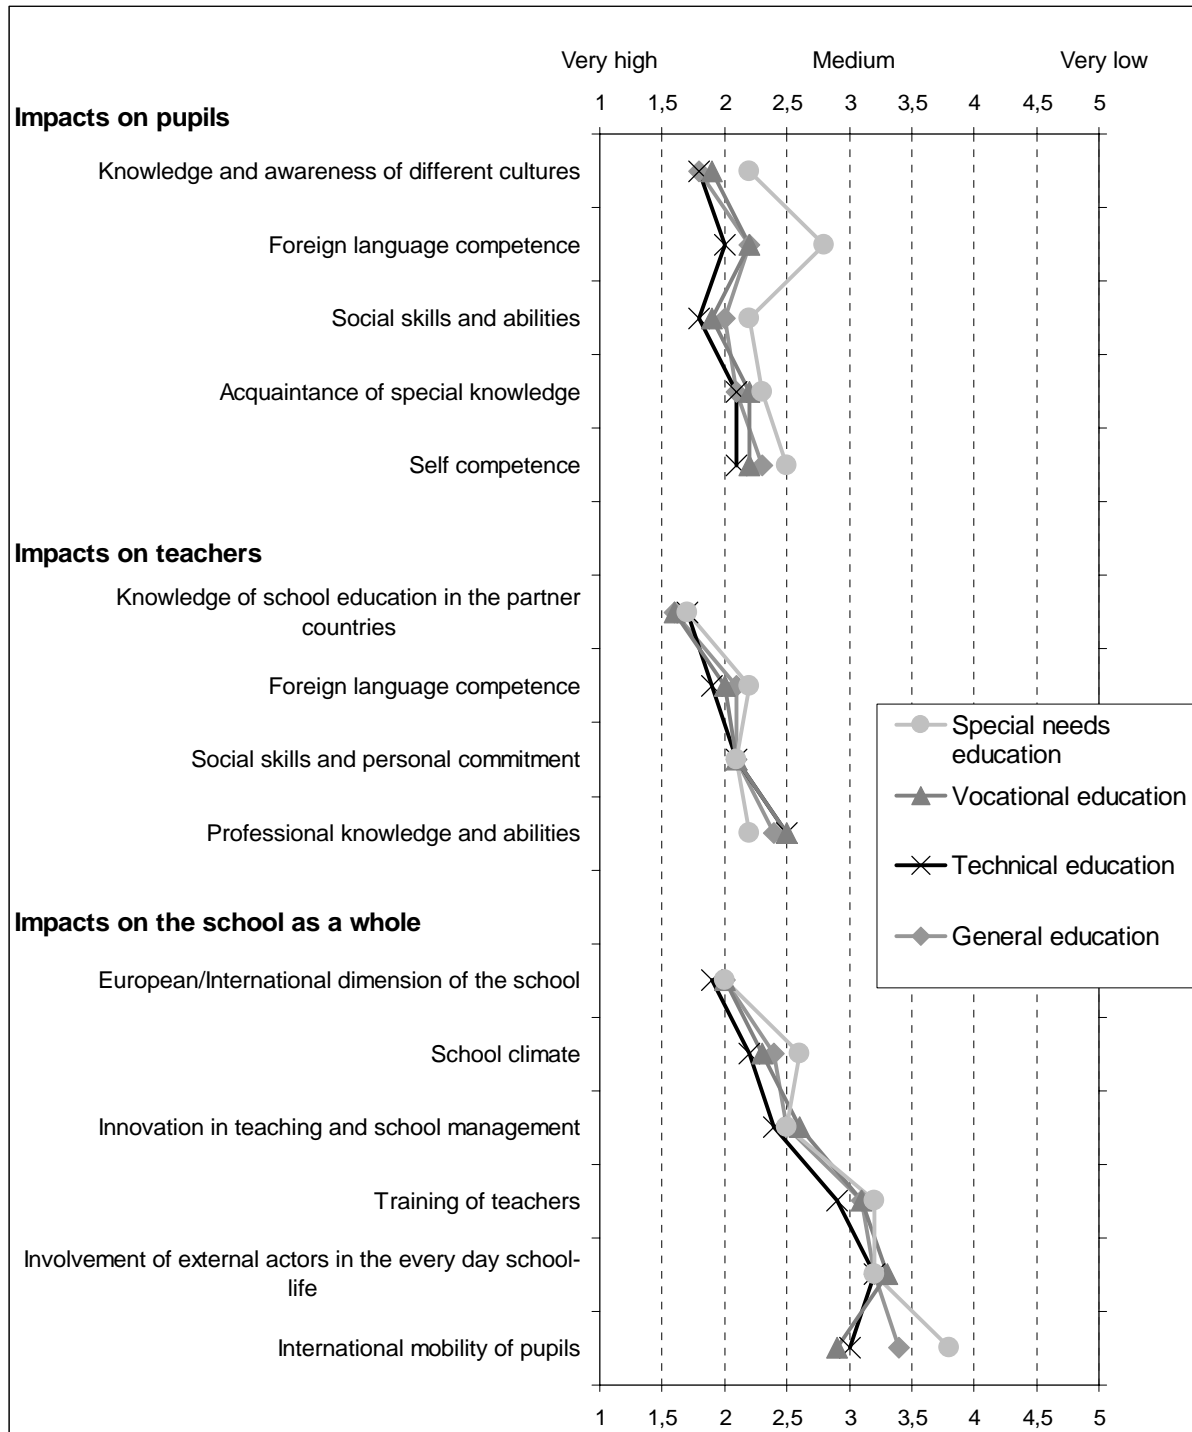 Very high Medium Very low
1 1,5 2 2,5 3 3,5 4 4,5 5
Impacts on pupils
Knowledge and awareness of different cultures
Foreign language competence
Social skills and abilities
Acquaintance of special knowledge
Self competence
Impacts on teachers
Knowledge of school education in the partner
countries
Foreign language competence
Social skills and personal commitment
Professional knowledge and abilities
Special needs
education
Vocational education
Technical education
General education
Impacts on the school as a whole
European/International dimension of the school
School climate
Innovation in teaching and school management
Training of teachers
Involvement of external actors in the every day school-
life
International mobility of pupils
1 1,5 2 2,5 3 3,5 4 4,5 5